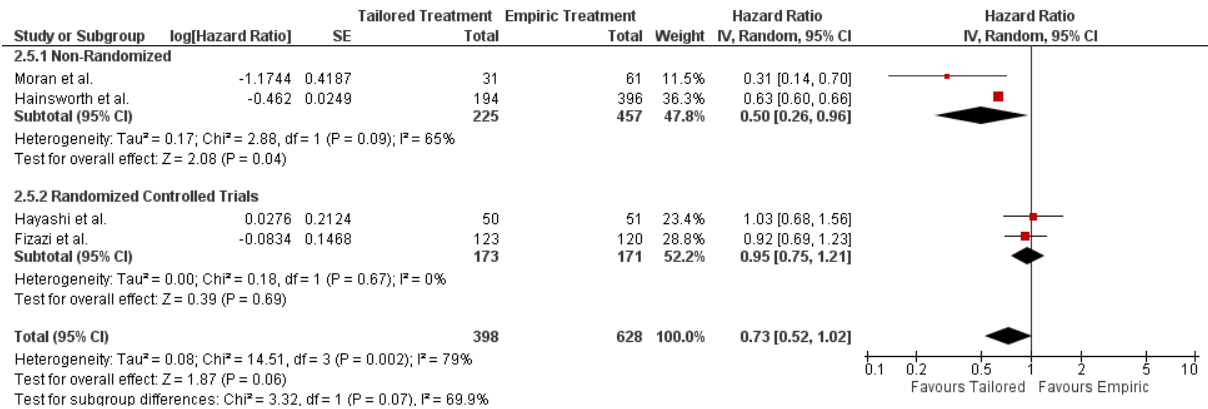 Tailored Treatment Empiric Treatment Hazard Ratio Hazard Ratio
Study or Subgroup log[Hazard Ratio] SE Total Total Weight IV, Random, 95% CI IV, Random, 95% CI
2.5.1 Non-Randomized
Moran et al. -1.1744 0.4187 31 61 11.5% 0.31 [0.14, 0.70]
Hainsworth et al. -0.462 0.0249 194 396 36.3% 0.63 [0.60, 0.66]
Subtotal (95% CI) 225 457 47.8% 0.50 [0.26, 0.96]
Heterogeneity: Tau² = 0.17; Chi² = 2.88, df = 1 (P = 0.09); I² = 65%
Test for overall effect: Z = 2.08 (P = 0.04)
2.5.2 Randomized Controlled Trials
Hayashi et al. 0.0276 0.2124 50 51 23.4% 1.03 [0.68, 1.56]
Fizazi et al. -0.0834 0.1468 123 120 28.8% 0.92 [0.69, 1.23]
Subtotal (95% CI) 173 171 52.2% 0.95 [0.75, 1.21]
Heterogeneity: Tau² = 0.00; Chi² = 0.18, df = 1 (P = 0.67); I² = 0%
Test for overall effect: Z = 0.39 (P = 0.69)
Total (95% CI) 398 628 100.0% 0.73 [0.52, 1.02]
Heterogeneity: Tau² = 0.08; Chi² = 14.51, df = 3 (P = 0.002); I² = 79%
Test for overall effect: Z = 1.87 (P = 0.06)
Test for subgroup differences: Chi² = 3.32, df = 1 (P = 0.07), I² = 69.9%
0.1 0.2 0.5 1 2 5 10
Favours Tailored Favours Empiric